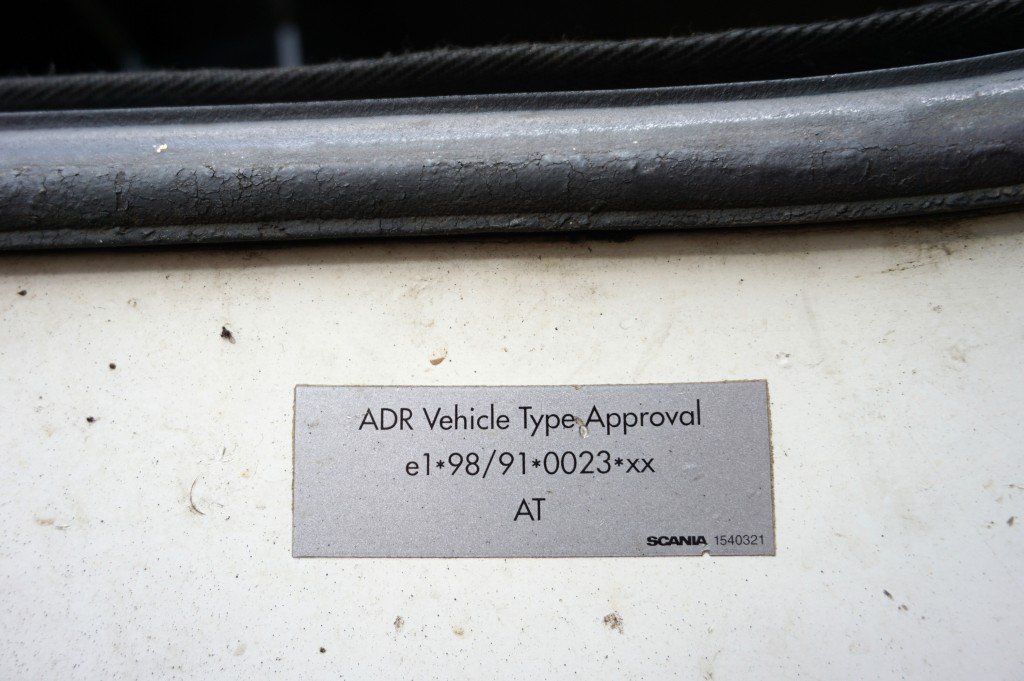 ADR Vehicle Type Approval
e1*98/91*0023*xx
AT
SCANIA 1540321